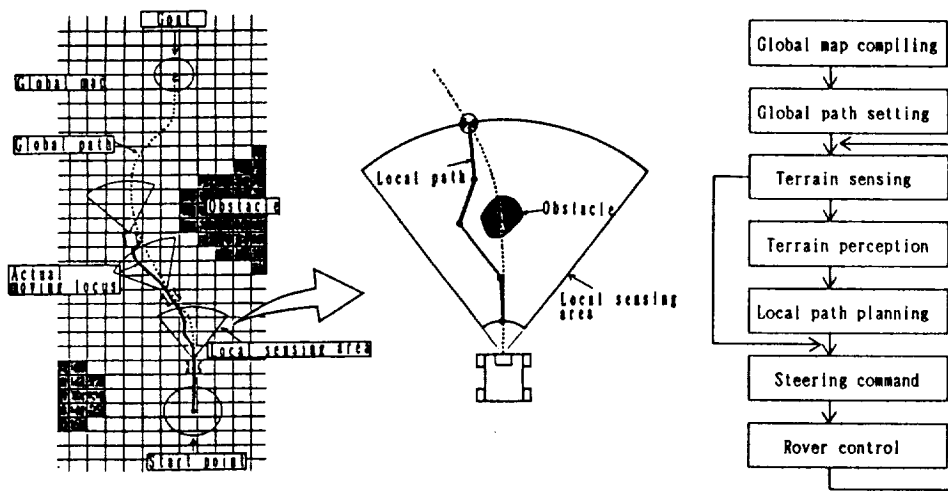 Goal
Global map
Global path
Obstacle
Actual
moving locus
Local sensing area
Start point
Local path
Obstacle
Local sensing
area
Global map compiling
Global path setting
Terrain sensing
Terrain perception
Local path planning
Steering command
Rover control